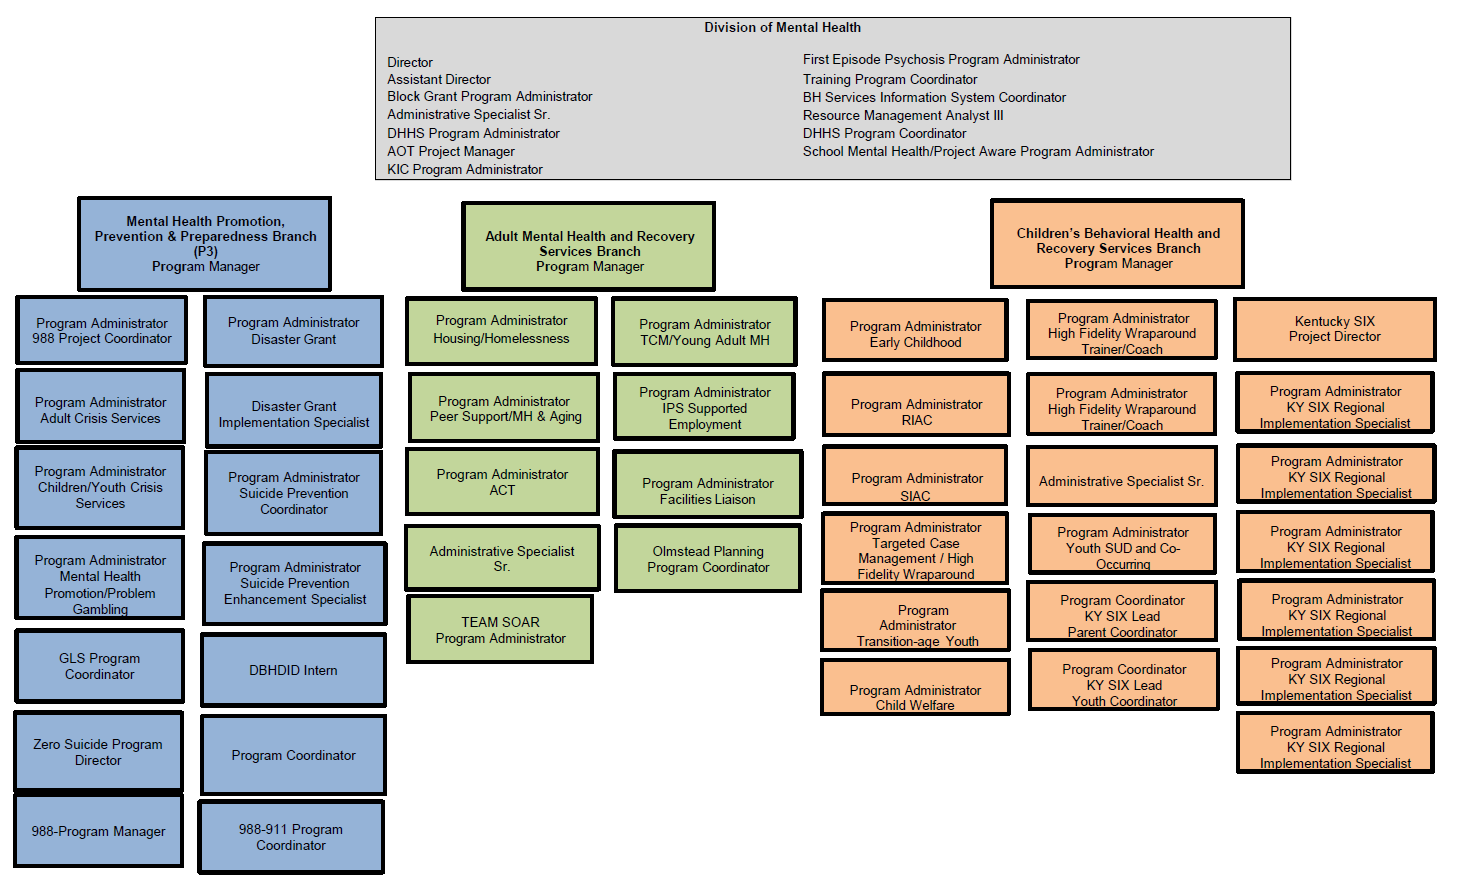 Division of Mental Health
Director
Assistant Director
Block Grant Program Administrator
Administrative Specialist Sr.
DHHS Program Administrator
AOT Project Manager
KIC Program Administrator
First Episode Psychosis Program Administrator
Training Program Coordinator
BH Services Information System Coordinator
Resource Management Analyst III
DHHS Program Coordinator
School Mental Health/Project Aware Program Administrator
Mental Health Promotion,
Prevention & Preparedness Branch
(P3)
Program Manager
Program Administrator
988 Project Coordinator
Program Administrator
Adult Crisis Services
Program Administrator
Children/Youth Crisis
Services
Program Administrator
Mental Health
Promotion/Problem
Gambling
GLS Program
Coordinator
Zero Suicide Program
Director
988-Program Manager
Program Administrator
Disaster Grant
Disaster Grant
Implementation Specialist
Program Administrator
Suicide Prevention
Coordinator
Program Administrator
Suicide Prevention
Enhancement Specialist
DBHDID Intern
Program Coordinator
988-911 Program
Coordinator
Adult Mental Health and Recovery
Services Branch
Program Manager
Program Administrator
Housing/Homelessness
Program Administrator
Peer Support/MH & Aging
Program Administrator
ACT
Administrative Specialist
Sr.
TEAM SOAR
Program Administrator
Program Administrator
TCM/Young Adult MH
Program Administrator
IPS Supported
Employment
Program Administrator
Facilities Liaison
Olmstead Planning
Program Coordinator
Children's Behavioral Health and
Recovery Services Branch
Program Manager
Program Administrator
Early Childhood
Program Administrator
RIAC
Program Administrator
SIAC
Program Administrator
Targeted Case
Management / High
Fidelity Wraparound
Program
Administrator
Transition-age Youth
Program Administrator
Child Welfare
Program Administrator
High Fidelity Wraparound
Trainer/Coach
Program Administrator
High Fidelity Wraparound
Trainer/Coach
Administrative Specialist Sr.
Program Administrator
Youth SUD and Co-
Occurring
Program Coordinator
KY SIX Lead
Parent Coordinator
Program Coordinator
KY SIX Lead
Youth Coordinator
Kentucky SIX
Project Director
Program Administrator
KY SIX Regional
Implementation Specialist
Program Administrator
KY SIX Regional
Implementation Specialist
Program Administrator
KY SIX Regional
Implementation Specialist
Program Administrator
KY SIX Regional
Implementation Specialist
Program Administrator
KY SIX Regional
Implementation Specialist
Program Administrator
KY SIX Regional
Implementation Specialist